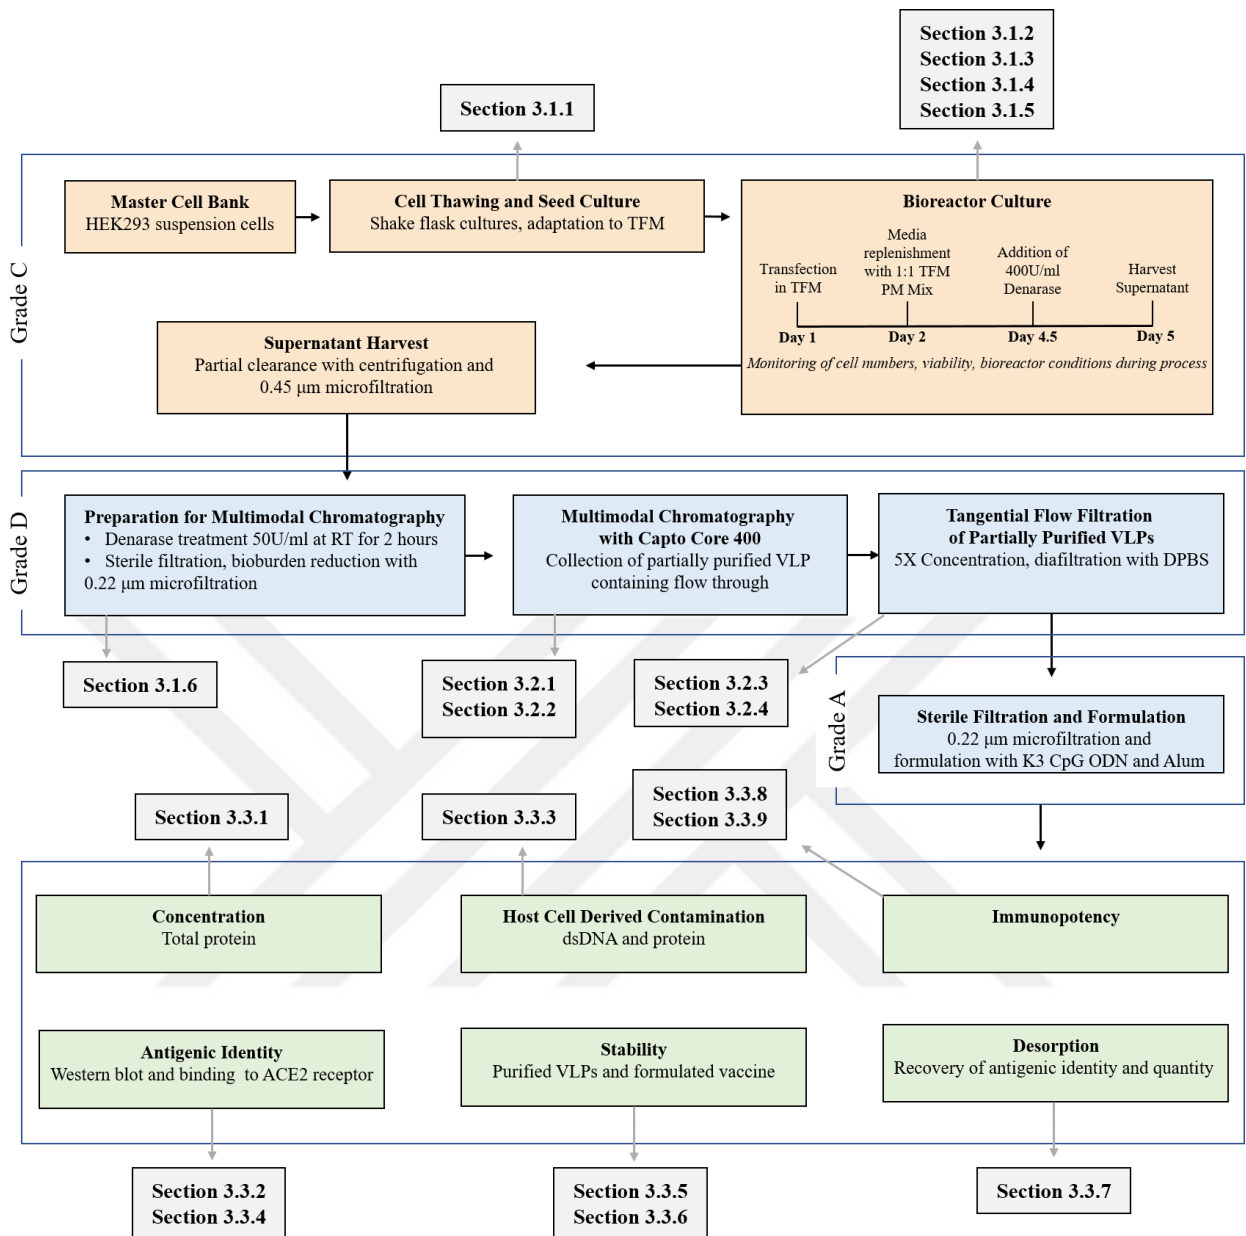 Section 3.1.2
Section 3.1.3
Section 3.1.4
Section 3.1.5
Section 3.1.1
Grade C
Master Cell Bank
HEK293 suspension cells
Cell Thawing and Seed Culture
Shake flask cultures, adaptation to TFM
Bioreactor Culture
Transfection
in TFM
Media
replenishment
with 1:1 TFM
PM Mix
Addition of
400U/ml
Denarase
Harvest
Supernatant
Day 1
Day 2
Day 4.5
Day 5
Monitoring of cell numbers, viability, bioreactor conditions during process
Supernatant Harvest
Partial clearance with centrifugation and
0.45 µm microfiltration
Grade D
Preparation for Multimodal Chromatography
• Denarase treatment 50U/ml at RT for 2 hours
• Sterile filtration, bioburden reduction with
0.22 µm microfiltration
Multimodal Chromatography
with Capto Core 400
Collection of partially purified VLP
containing flow through
Tangential Flow Filtration
of Partially Purified VLPs
5X Concentration, diafiltration with DPBS
Section 3.1.6
Section 3.2.1
Section 3.2.2
Section 3.2.3
Section 3.2.4
Grade A
Sterile Filtration and Formulation
0.22 µm microfiltration and
formulation with K3 CpG ODN and Alum
Section 3.3.1
Section 3.3.3
Section 3.3.8
Section 3.3.9
Concentration
Total protein
Host Cell Derived Contamination
dsDNA and protein
Immunopotency
Antigenic Identity
Western blot and binding to ACE2 receptor
Stability
Purified VLPs and formulated vaccine
Desorption
Recovery of antigenic identity and quantity
Section 3.3.2
Section 3.3.4
Section 3.3.5
Section 3.3.6
Section 3.3.7